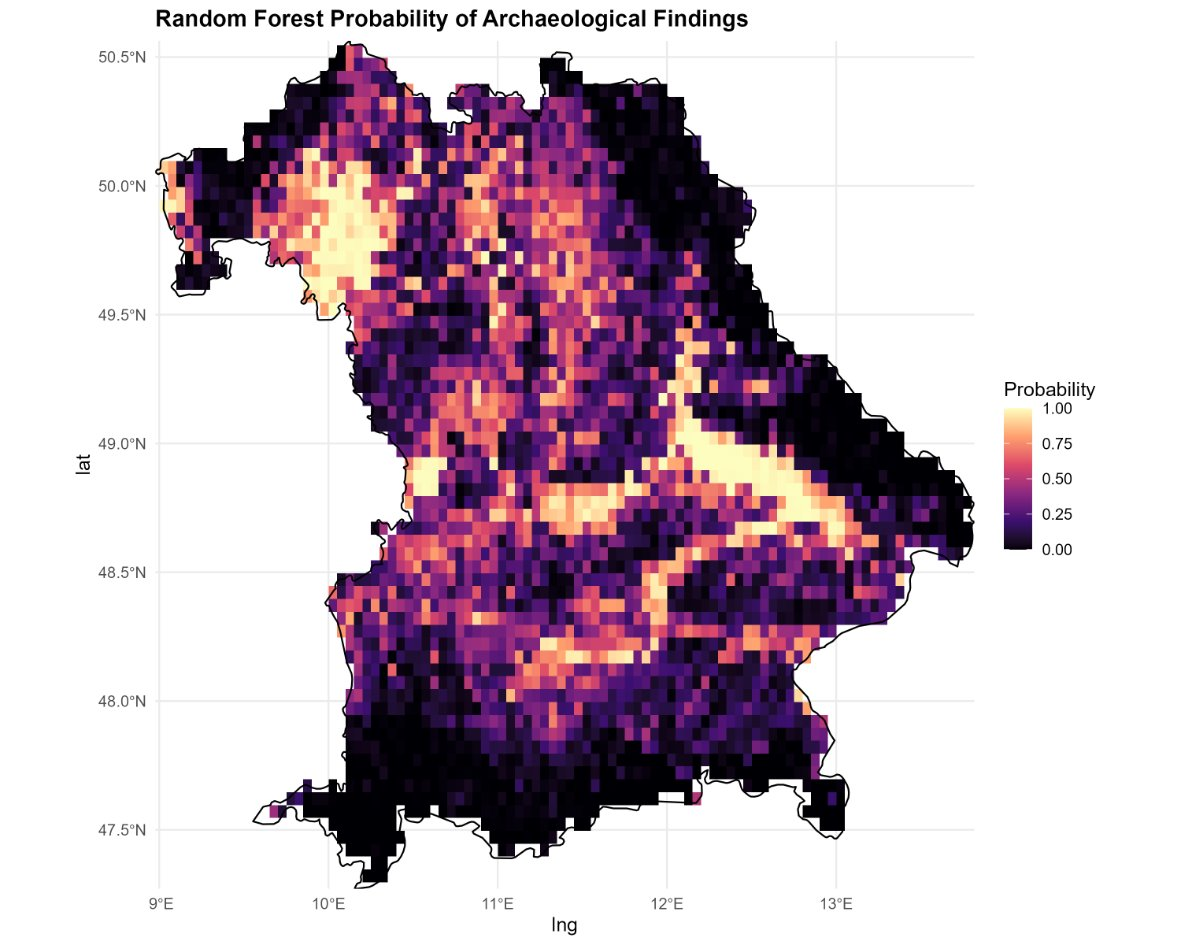 Random Forest Probability of Archaeological Findings
50.5°N
50.0°N
49.5°N
49.0°N
48.5°N
48.0°N
47.5°N
lat
9°E
10°E
11°E
12°E
13°E
lng
Probability
1.00
0.75
0.50
0.25
0.00